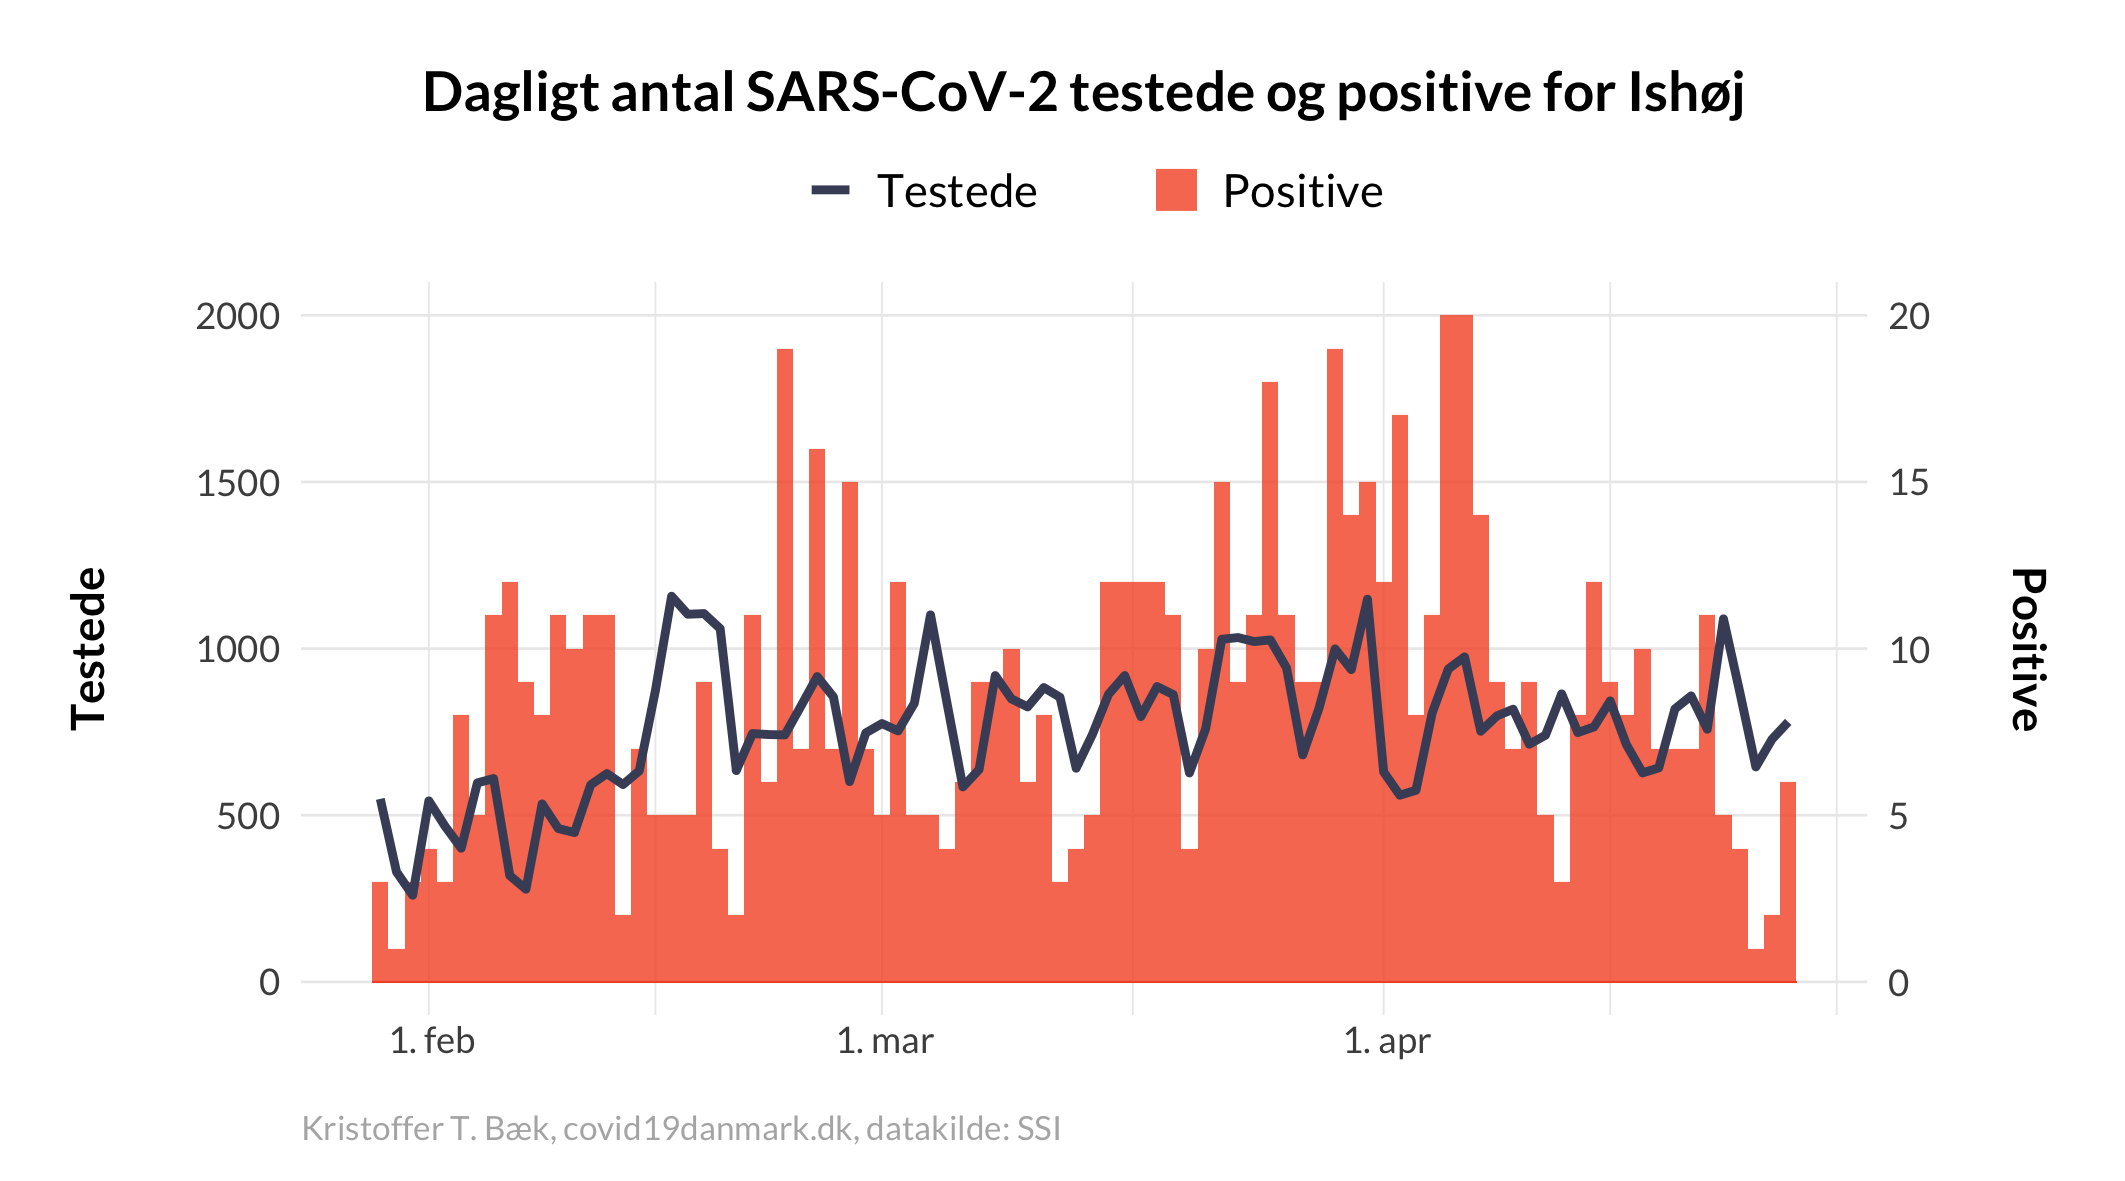 Dagligt antal SARS-CoV-2 testede og positive for Ishøj
Testede Positive
2000 20
1500 15
1000 10
500 5
0 0
Testede
Positive
1. feb 1. mar 1. apr
Kristoffer T. Bæk, covid19danmark.dk, datakilde: SSI